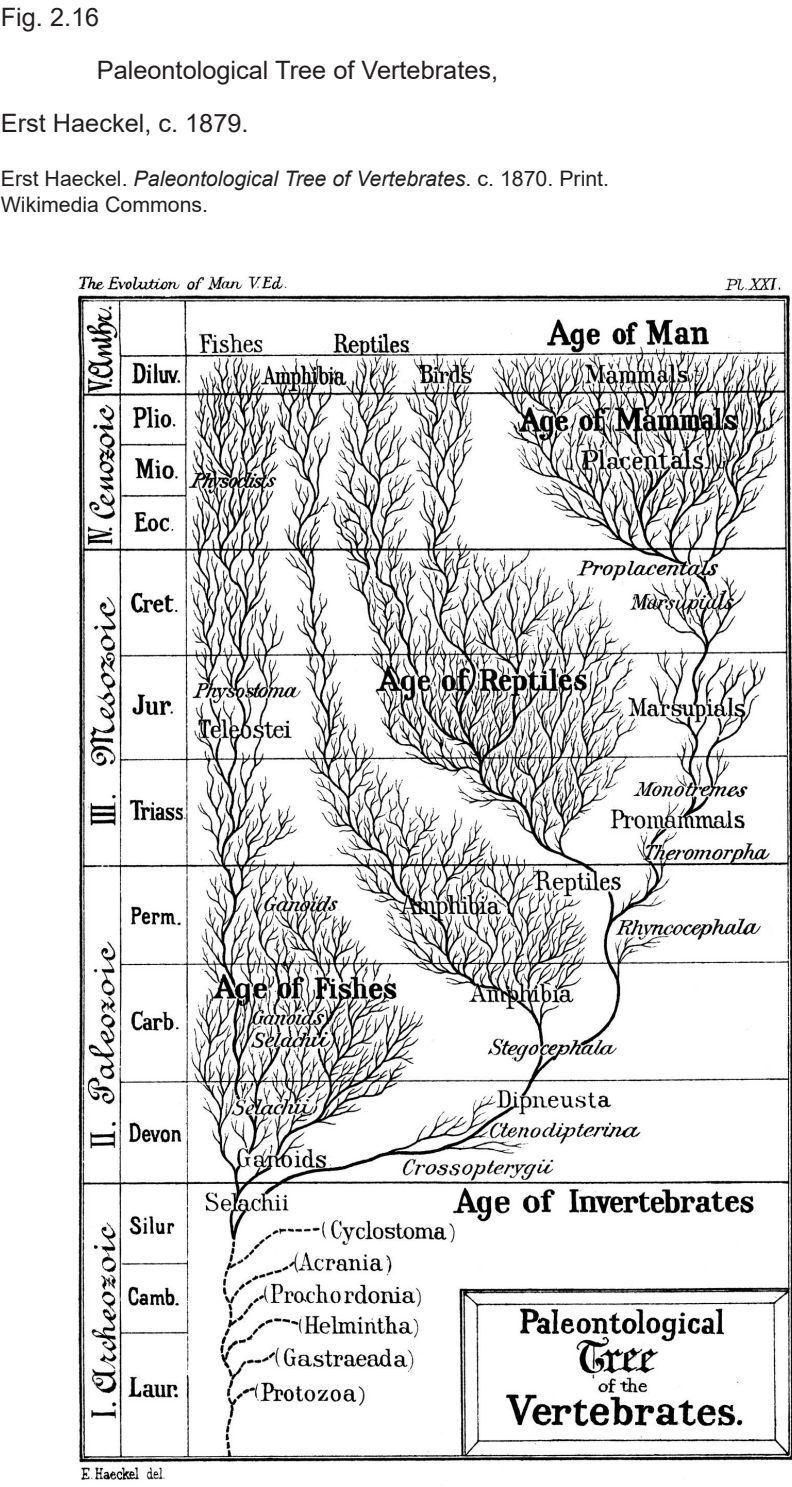 Fig. 2.16
Paleontological Tree of Vertebrates,
Erst Haeckel, c. 1879.
Erst Haeckel. Paleontological Tree of Vertebrates. c. 1870. Print.
Wikimedia Commons.
The Evolution of Man V.Ed.
Pl. XXI.
V. Anthr.
Fishes
Reptiles
Age of Man
Diluv.
Amphibia
Birds
Mammals
IV. Cenozoic
Plio.
Age of Mammals
Mio.
Physodists
Placentals
Eoc.
III. Mesozoic
Proplacentals
Cret.
Marsupials
Age of Reptiles
Physostoma
Jur.
Marsupials
Teleostei
Monotremes
Triass
Promammals
Theromorpha
II. Paleozoic
Reptiles
Ganoids
Amphibia
Perm.
Rhyncocephala
Age of Fishes
Amphibia
Carb.
Ganoids
Selachii
Stegocephala
Dipneusta
Selachii
Devon
Ctenodipterina
Ganoids
Crossopterygii
I. Archeozoic
Selachii
Age of Invertebrates
Silur
(Cyclostoma)
(Acrania)
Camb.
(Prochordonia)
(Helmintha)
(Gastraeada)
Laur.
(Protozoa)
Paleontological
Tree
of the
Vertebrates.
E. Haeckel del.